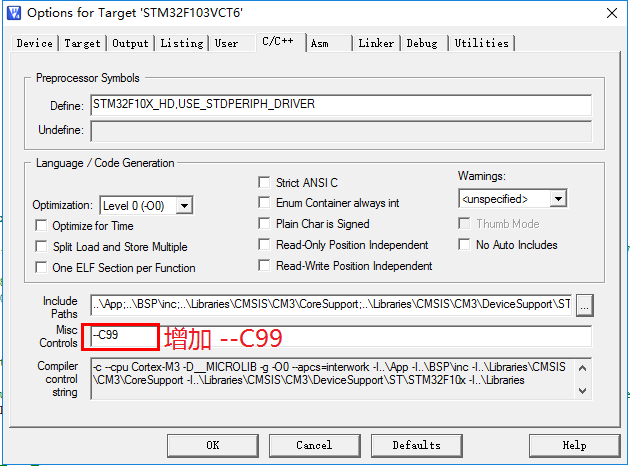 Options for Target 'STM32F103VCT6'
Device Target Output Listing User C/C++ Asm Linker Debug Utilities
Preprocessor Symbols
Define: STM32F10X_HD,USE_STDPERIPH_DRIVER
Undefine:
Language / Code Generation
Optimization: Level 0 (-O0)
Optimize for Time
Split Load and Store Multiple
One ELF Section per Function
Strict ANSI C
Enum Container always int
Plain Char is Signed
Read-Only Position Independent
Read-Write Position Independent
Warnings:
<unspecified>
Thumb Mode
No Auto Includes
Include Paths ..\App;..\BSP\inc;..\Libraries\CMSIS\CM3\CoreSupport;..\Libraries\CMSIS\CM3\DeviceSupport\ST ...
Misc Controls --C99 增加 --C99
Compiler control string
-c --cpu Cortex-M3 -D__MICROLIB -g -O0 --apcs=interwork -I..\App -I..\BSP\inc -I..\Libraries\CMSIS
\CM3\CoreSupport -I..\Libraries\CMSIS\CM3\DeviceSupport\ST\STM32F10x -I..\Libraries
OK Cancel Defaults Help